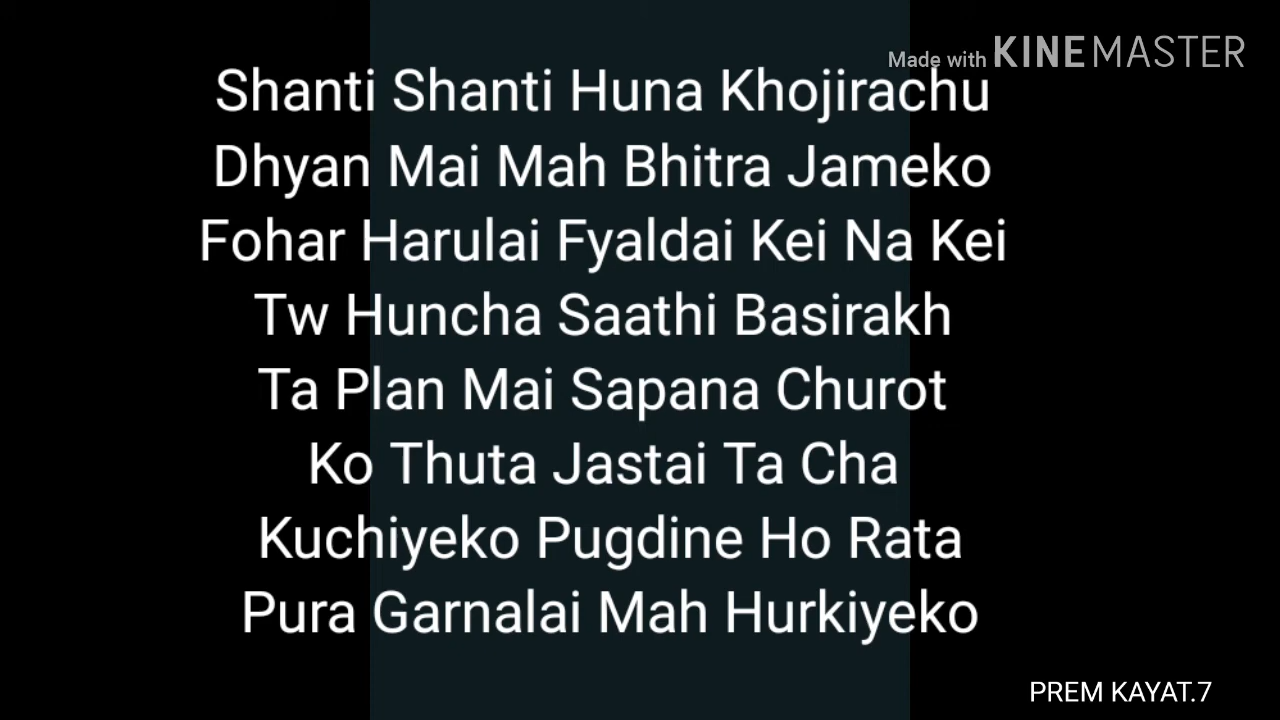 Made with KINEMASTER
Shanti Shanti Huna Khojirachu
Dhyan Mai Mah Bhitra Jameko
Fohar Harulai Fyaldai Kei Na Kei
Tw Huncha Saathi Basirakh
Ta Plan Mai Sapana Churot
Ko Thuta Jastai Ta Cha
Kuchiyeko Pugdine Ho Rata
Pura Garnalai Mah Hurkiyeko
PREM KAYAT.7